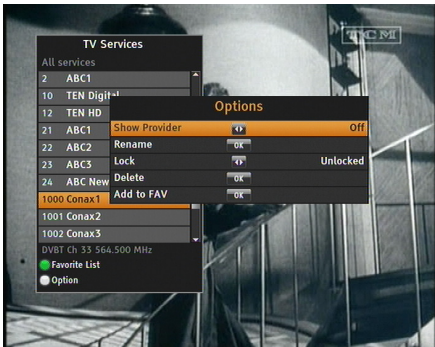 TCM
TV Services
All services
2 ABC1
10 TEN Digital
12 TEN HD
21 ABC1
22 ABC2
23 ABC3
24 ABC New
1000 Conax1
1001 Conax2
1002 Conax3
DVBT Ch 33 564.500 MHz
Favorite List
Option
Options
Show Provider Off
Rename OK
Lock Unlocked
Delete OK
Add to FAV OK